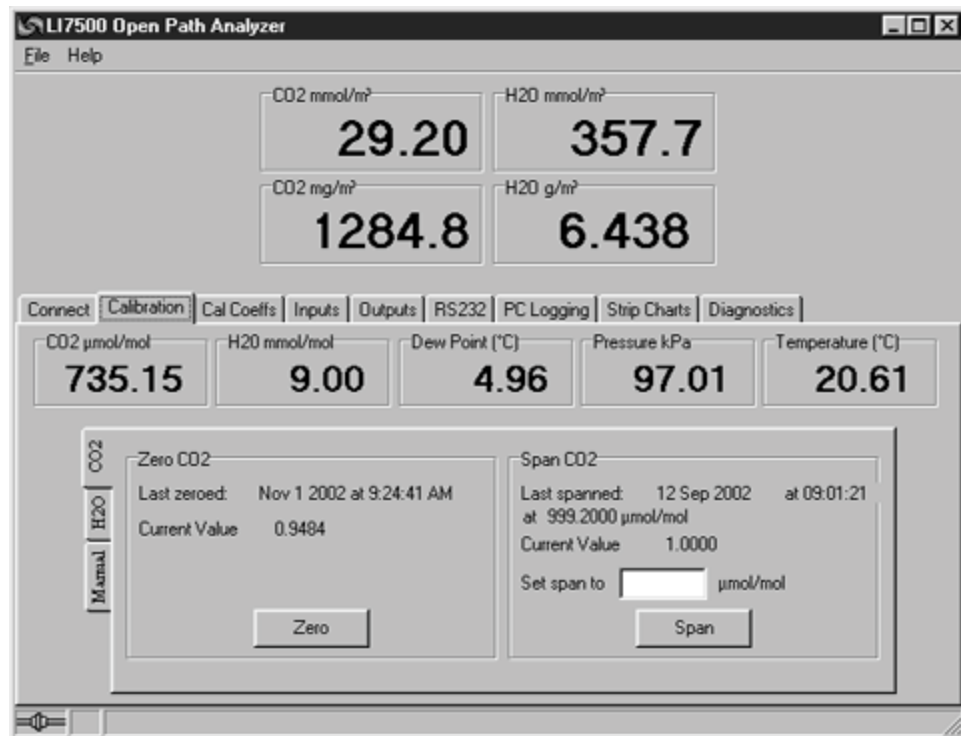 LI7500 Open Path Analyzer
File Help
CO2 mmol/m³ H2O mmol/m³
29.20 357.7
CO2 mg/m³ H2O g/m³
1284.8 6.438
Connect Calibration Cal Coeffs Inputs Outputs RS232 PC Logging Strip Charts Diagnostics
CO2 µmol/mol H2O mmol/mol Dew Point (°C) Pressure kPa Temperature (°C)
735.15 9.00 4.96 97.01 20.61
CO2
H2O
Manual
Zero CO2
Last zeroed: Nov 1 2002 at 9:24:41 AM
Current Value 0.9484
Zero
Span CO2
Last spanned: 12 Sep 2002 at 09:01:21
at 999.2000 µmol/mol
Current Value 1.0000
Set span to µmol/mol
Span